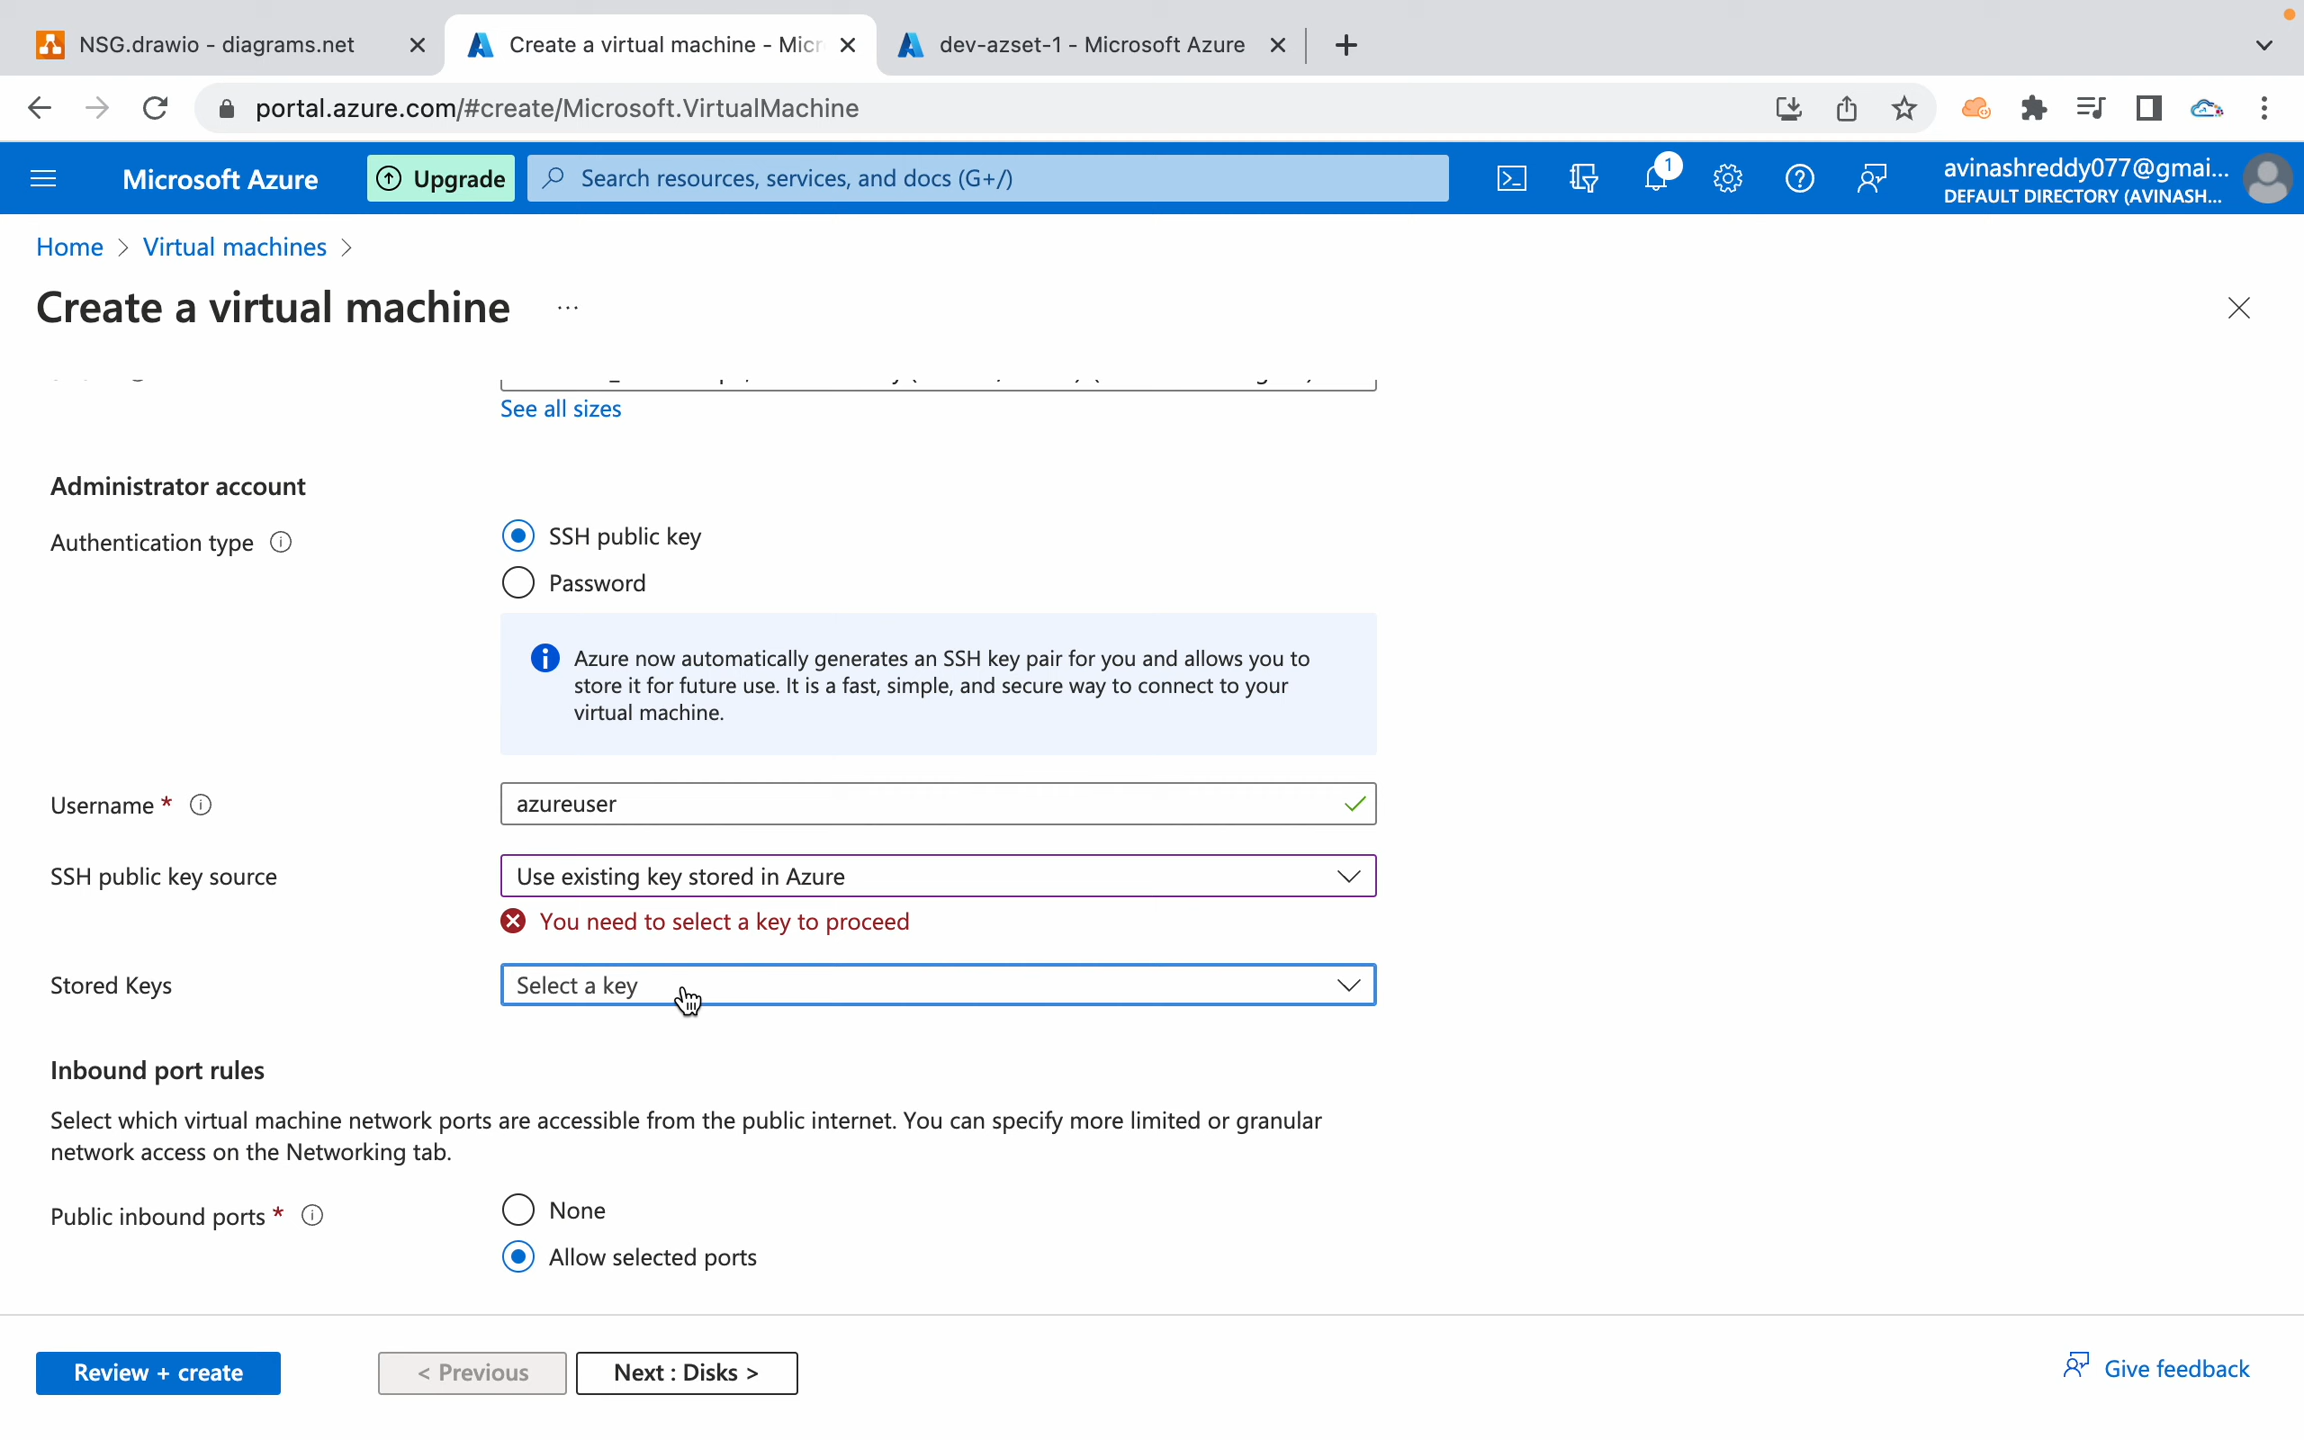 NSG.drawio - diagrams.net
Create a virtual machine - Micr
dev-azset-1 - Microsoft Azure
portal.azure.com/#create/Microsoft.VirtualMachine
Microsoft Azure
Upgrade
Search resources, services, and docs (G+/)
1
avinashreddy077@gmai...
DEFAULT DIRECTORY (AVINASH...
Home > Virtual machines >
Create a virtual machine ...
See all sizes
Administrator account
Authentication type
SSH public key
Password
Azure now automatically generates an SSH key pair for you and allows you to
store it for future use. It is a fast, simple, and secure way to connect to your
virtual machine.
Username *
azureuser
SSH public key source
Use existing key stored in Azure
You need to select a key to proceed
Stored Keys
Select a key
Inbound port rules
Select which virtual machine network ports are accessible from the public internet. You can specify more limited or granular
network access on the Networking tab.
Public inbound ports *
None
Allow selected ports
Review + create
< Previous
Next : Disks >
Give feedback